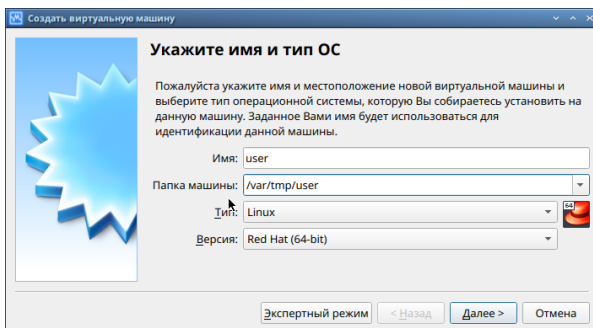 Создать виртуальную машину
Укажите имя и тип ОС
Пожалуйста укажите имя и местоположение новой виртуальной машины и
выберите тип операционной системы, которую Вы собираетесь установить на
данную машину. Заданное Вами имя будет использоваться для
идентификации данной машины.
Имя: user
Папка машины: /var/tmp/user
Тип: Linux
64
Версия: Red Hat (64-bit)
Экспертный режим < Назад Далее > Отмена